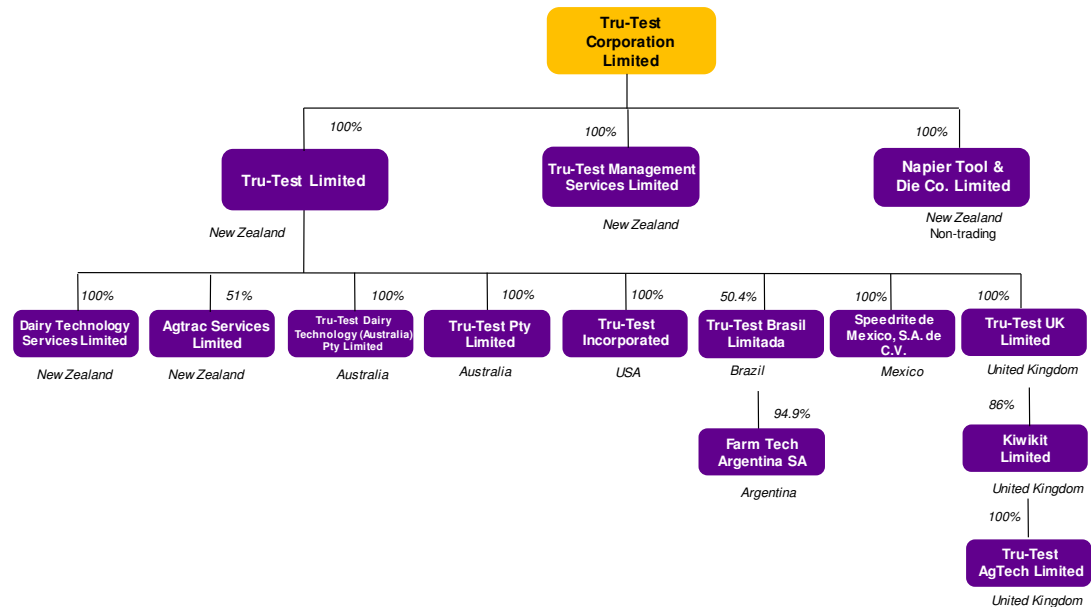 Tru-Test
Corporation
Limited
100%
100%
100%
Tru-Test Limited
Tru-Test Management
Services Limited
Napier Tool &
Die Co. Limited
New Zealand
New Zealand
New Zealand
Non-trading
100%
51%
100%
100%
100%
50.4%
100%
100%
Dairy Technology
Services Limited
Agtrac Services
Limited
Tru-Test Dairy
Technology (Australia)
Pty Limited
Tru-Test Pty
Limited
Tru-Test
Incorporated
Tru-Test Brasil
Limitada
Speedrite de
Mexico, S.A. de
C.V.
Tru-Test UK
Limited
New Zealand
New Zealand
Australia
Australia
USA
Brazil
Mexico
United Kingdom
94.9%
86%
Farm Tech
Argentina SA
Kiwikit
Limited
Argentina
United Kingdom
100%
Tru-Test
AgTech Limited
United Kingdom